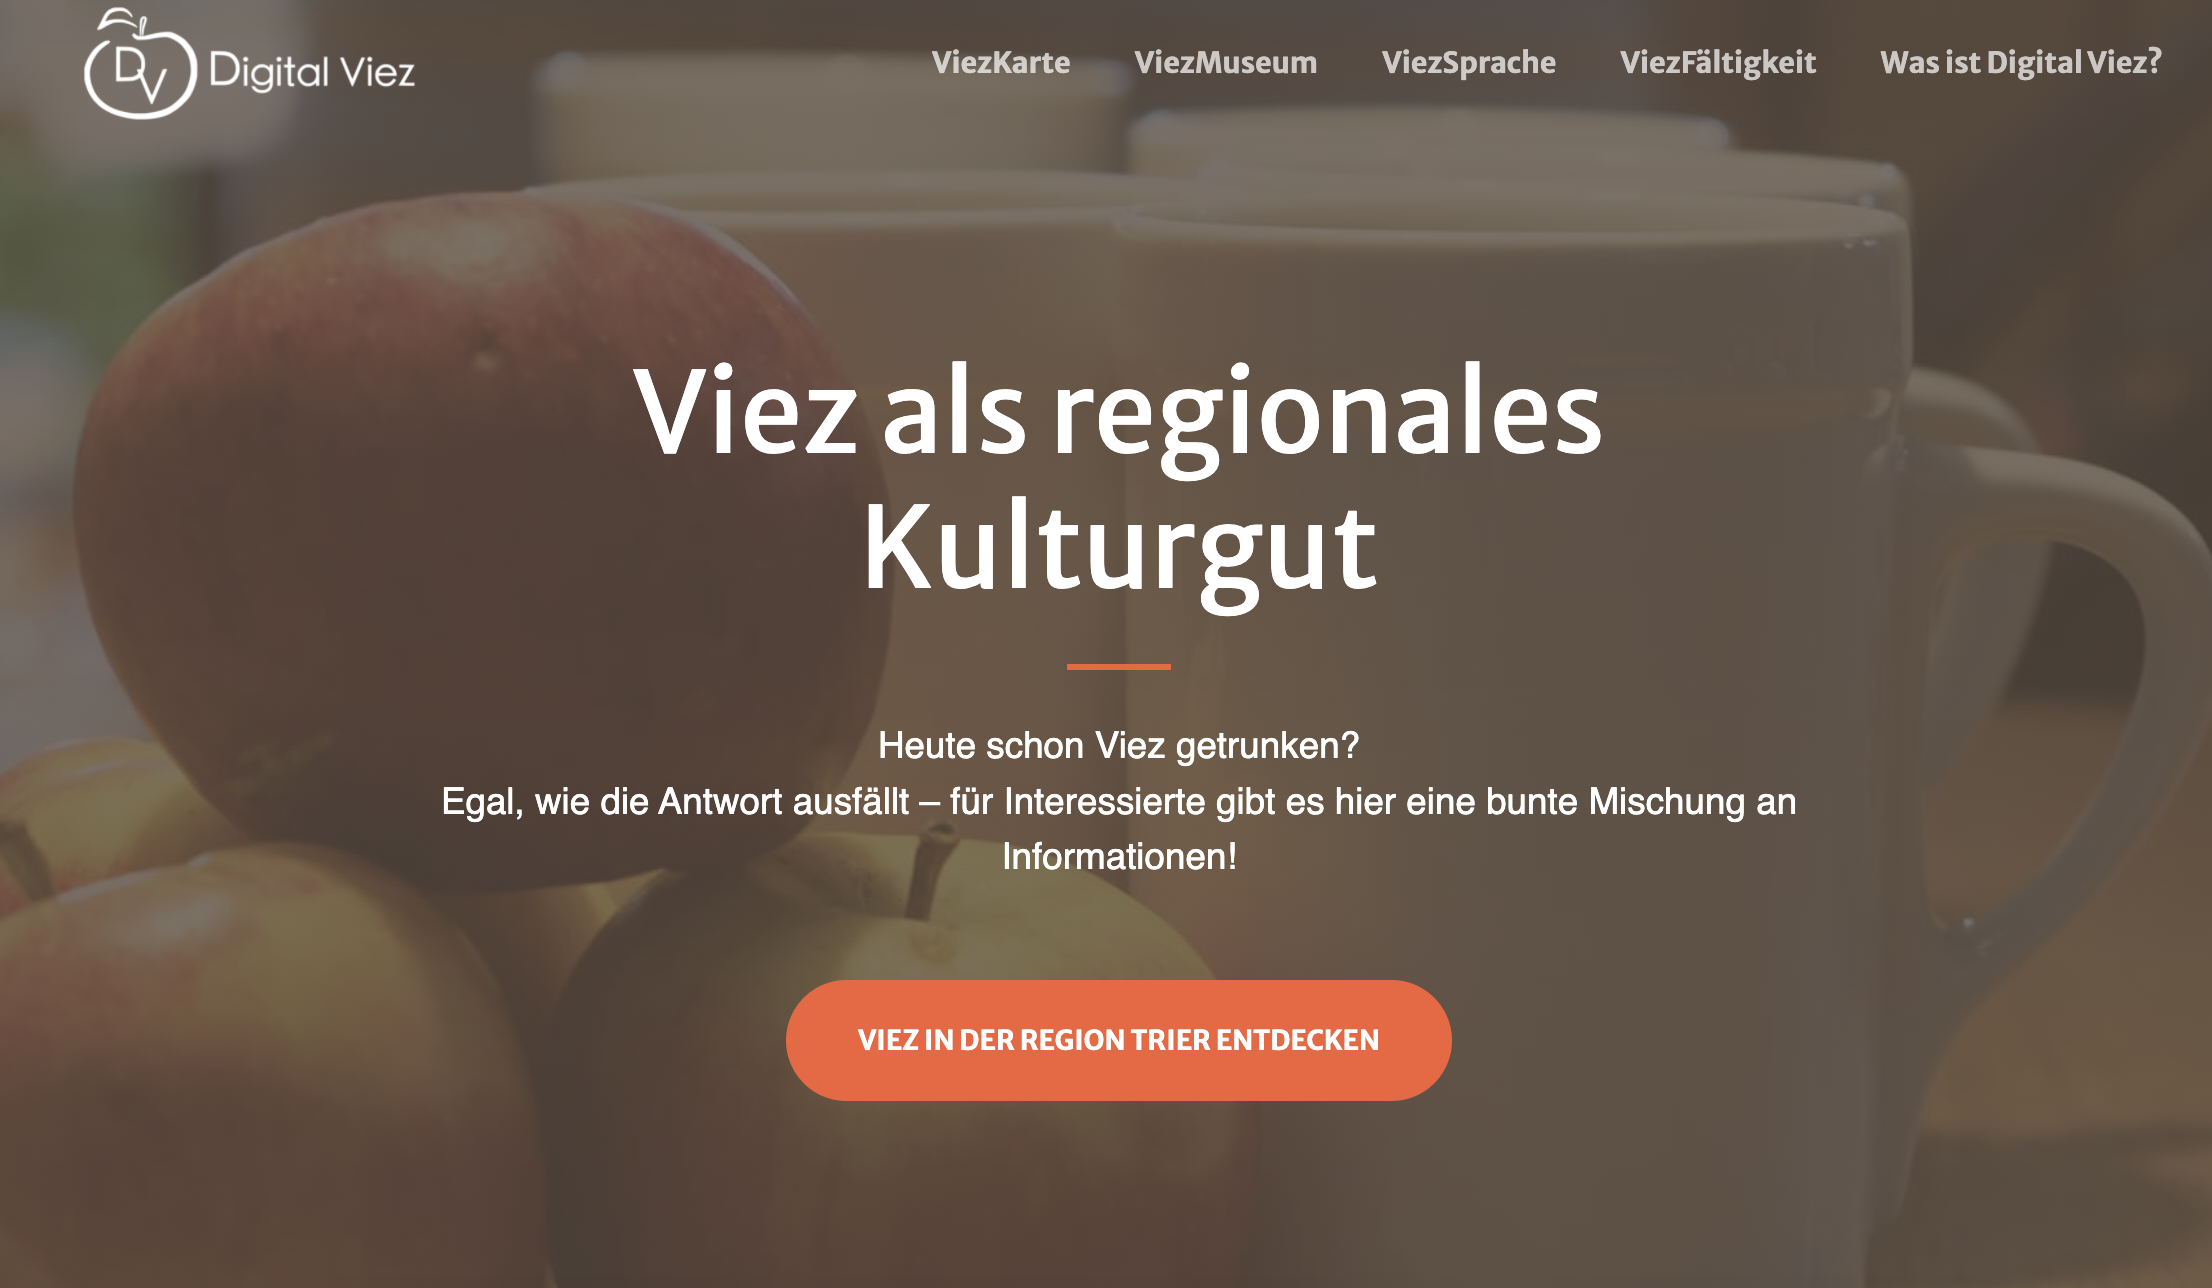 DV Digital Viez
ViezKarte ViezMuseum ViezSprache ViezFältigkeit Was ist Digital Viez?
Viez als regionales
Kulturgut
Heute schon Viez getrunken?
Egal, wie die Antwort ausfällt – für Interessierte gibt es hier eine bunte Mischung an
Informationen!
VIEZ IN DER REGION TRIER ENTDECKEN